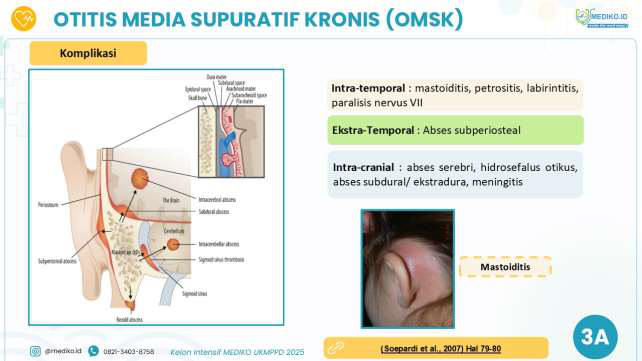 OTITIS MEDIA SUPURATIF KRONIS (OMSK)
MEDIKO.ID
Komplikasi
Dura mater
Subdural space
Epidural space
Arachnoid mater
Subarachnoid space
Skull bone
Pia mater
Periosteum
The Brain
Intracerebral abscess
Subdural abscess
Cerebellum
Intracerebellar abscess
Mastoid air cells
Sigmoid sinus thrombosis
Subperiosteal abscess
Sigmoid sinus
Bezold abscess
Intra-temporal : mastoiditis, petrositis, labirintitis,
paralisis nervus VII
Ekstra-Temporal : Abses subperiosteal
Intra-cranial : abses serebri, hidrosefalus otikus,
abses subdural/ ekstradura, meningitis
Mastoiditis
3A
@mediko.id
0821-3403-8758
Kelon Intensif MEDIKO UKMPPD 2025
(Soepardi et al., 2007) Hal 79-80